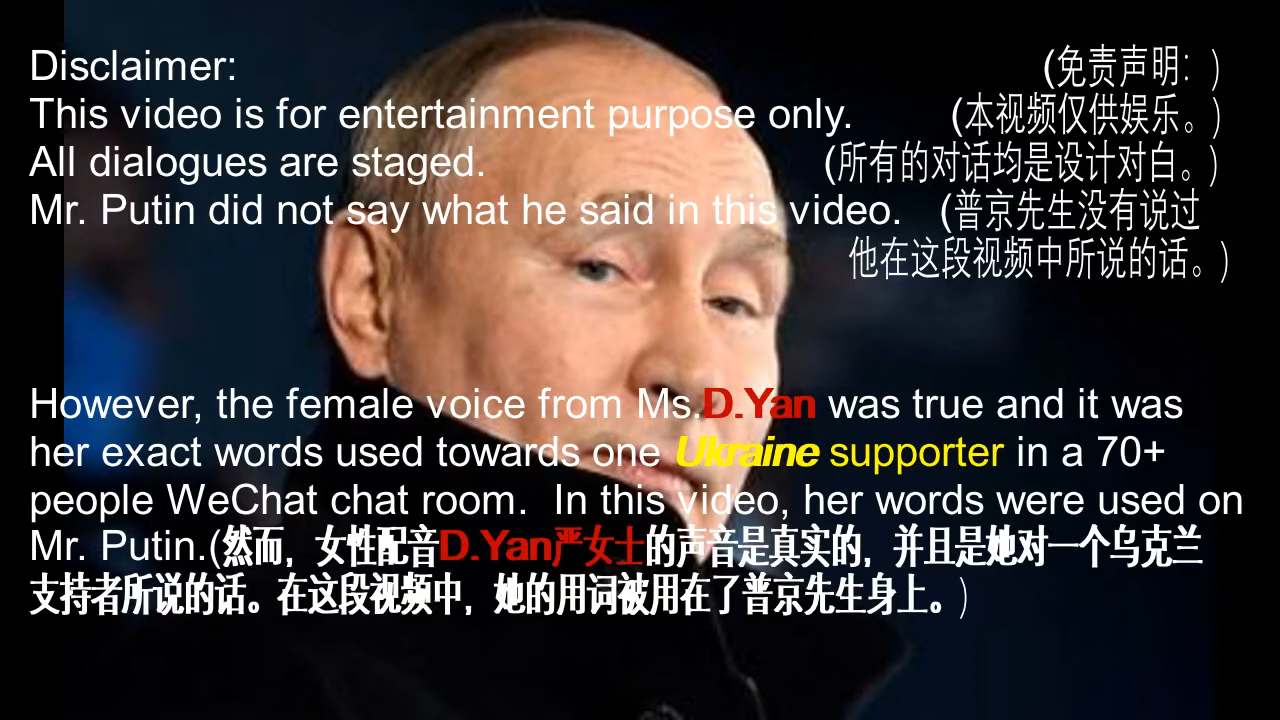 Disclaimer: (免责声明：)
This video is for entertainment purpose only. (本视频仅供娱乐。)
All dialogues are staged. (所有的对话均是设计对白。)
Mr. Putin did not say what he said in this video. (普京先生没有说过
他在这段视频中所说的话。)
However, the female voice from Ms.D.Yan was true and it was
her exact words used towards one Ukraine supporter in a 70+
people WeChat chat room. In this video, her words were used on
Mr. Putin.(然而，女性配音D.Yan严女士的声音是真实的，并且是她对一个乌克兰
支持者所说的话。在这段视频中，她的用词被用在了普京先生身上。)